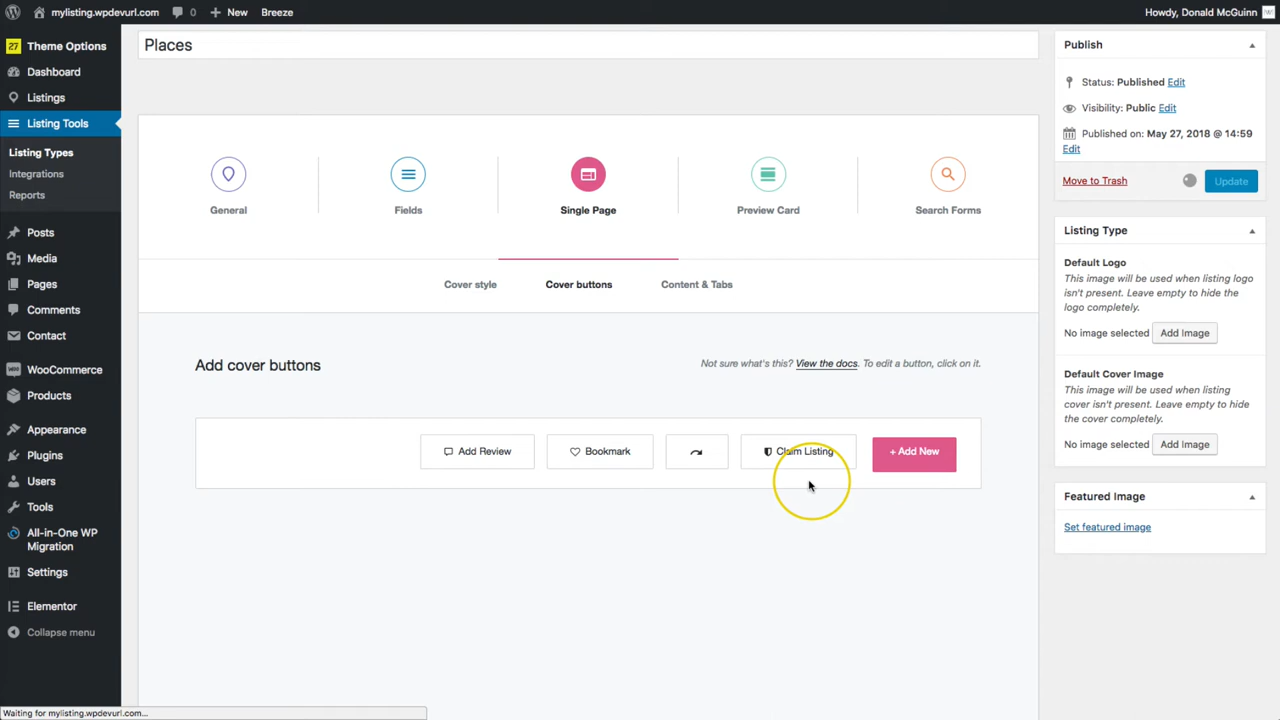 mylisting.wpdevurl.com 0 + New Breeze Howdy, Donald McGuinn
27 Theme Options
Dashboard
Listings
Listing Tools
Listing Types
Integrations
Reports
Posts
Media
Pages
Comments
Contact
WooCommerce
Products
Appearance
Plugins
Users
Tools
All-in-One WP
Migration
Settings
Elementor
Collapse menu
Places
General Fields Single Page Preview Card Search Forms
Cover style Cover buttons Content & Tabs
Add cover buttons
Not sure what's this? View the docs. To edit a button, click on it.
Add Review Bookmark Claim Listing + Add New
Publish
Status: Published Edit
Visibility: Public Edit
Published on: May 27, 2018 @ 14:59
Edit
Move to Trash Update
Listing Type
Default Logo
This image will be used when listing logo
isn't present. Leave empty to hide the
logo completely.
No image selected Add Image
Default Cover Image
This image will be used when listing
cover isn't present. Leave empty to hide
the cover completely.
No image selected Add Image
Featured Image
Set featured image
Waiting for mylisting.wpdevurl.com...